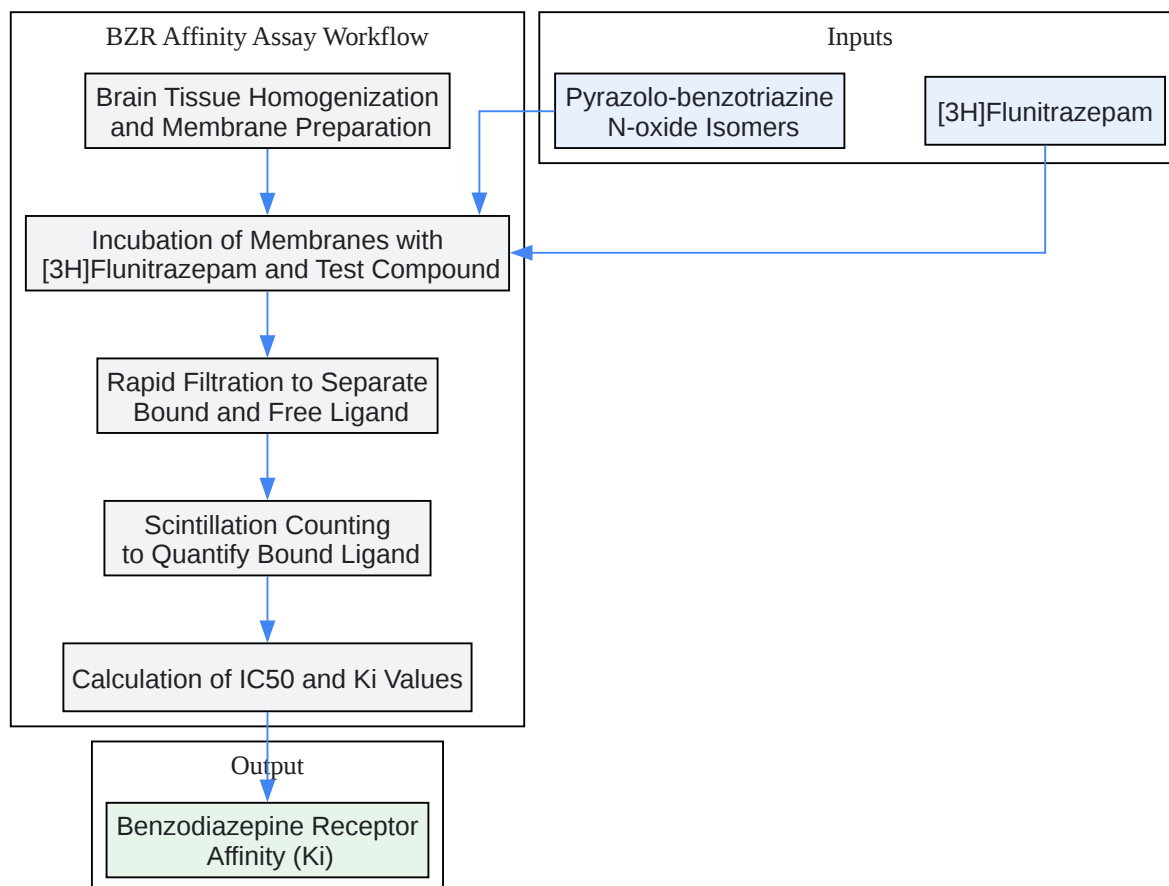 BZR Affinity Assay Workflow
Inputs
Brain Tissue Homogenization
and Membrane Preparation
Pyrazolo-benzotriazine
N-oxide Isomers
[3H]Flunitrazepam
Incubation of Membranes with
[3H]Flunitrazepam and Test Compound
Rapid Filtration to Separate
Bound and Free Ligand
Scintillation Counting
to Quantify Bound Ligand
Calculation of IC50 and Ki Values
Output
Benzodiazepine Receptor
Affinity (Ki)